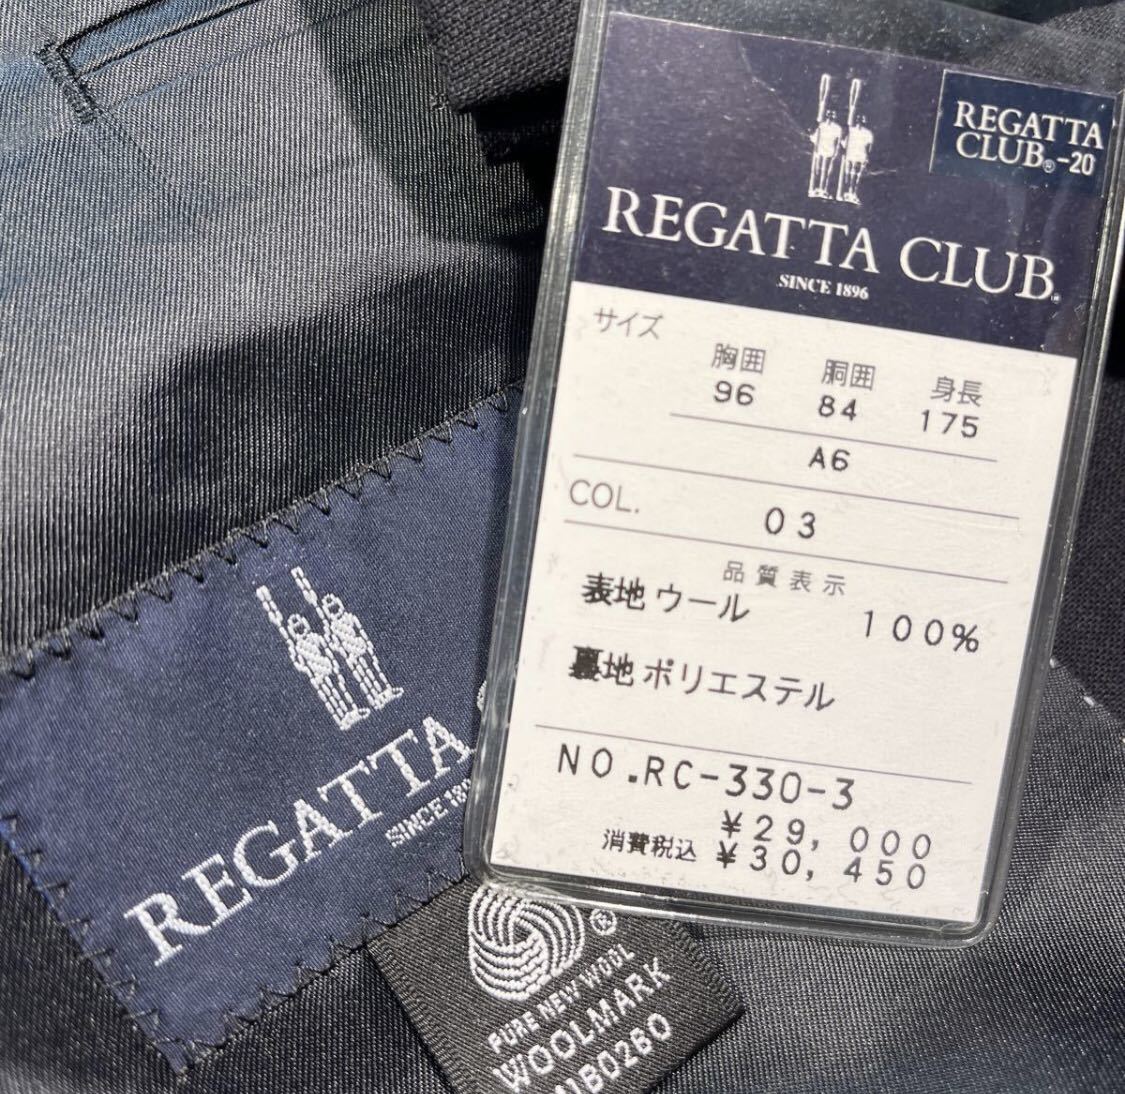 REGATTA
CLUB®-20
REGATTA CLUB®
SINCE 1896
サイズ
胸囲 胴囲 身長
96 84 175
A6
COL. 03
品質表示
表地 ウール 100%
裏地 ポリエステル
NO.RC-330-3
¥29,000
消費税込 ¥30,450
REGATTA
SINCE 189
®
PURE NEW WOOL
WOOLMARK